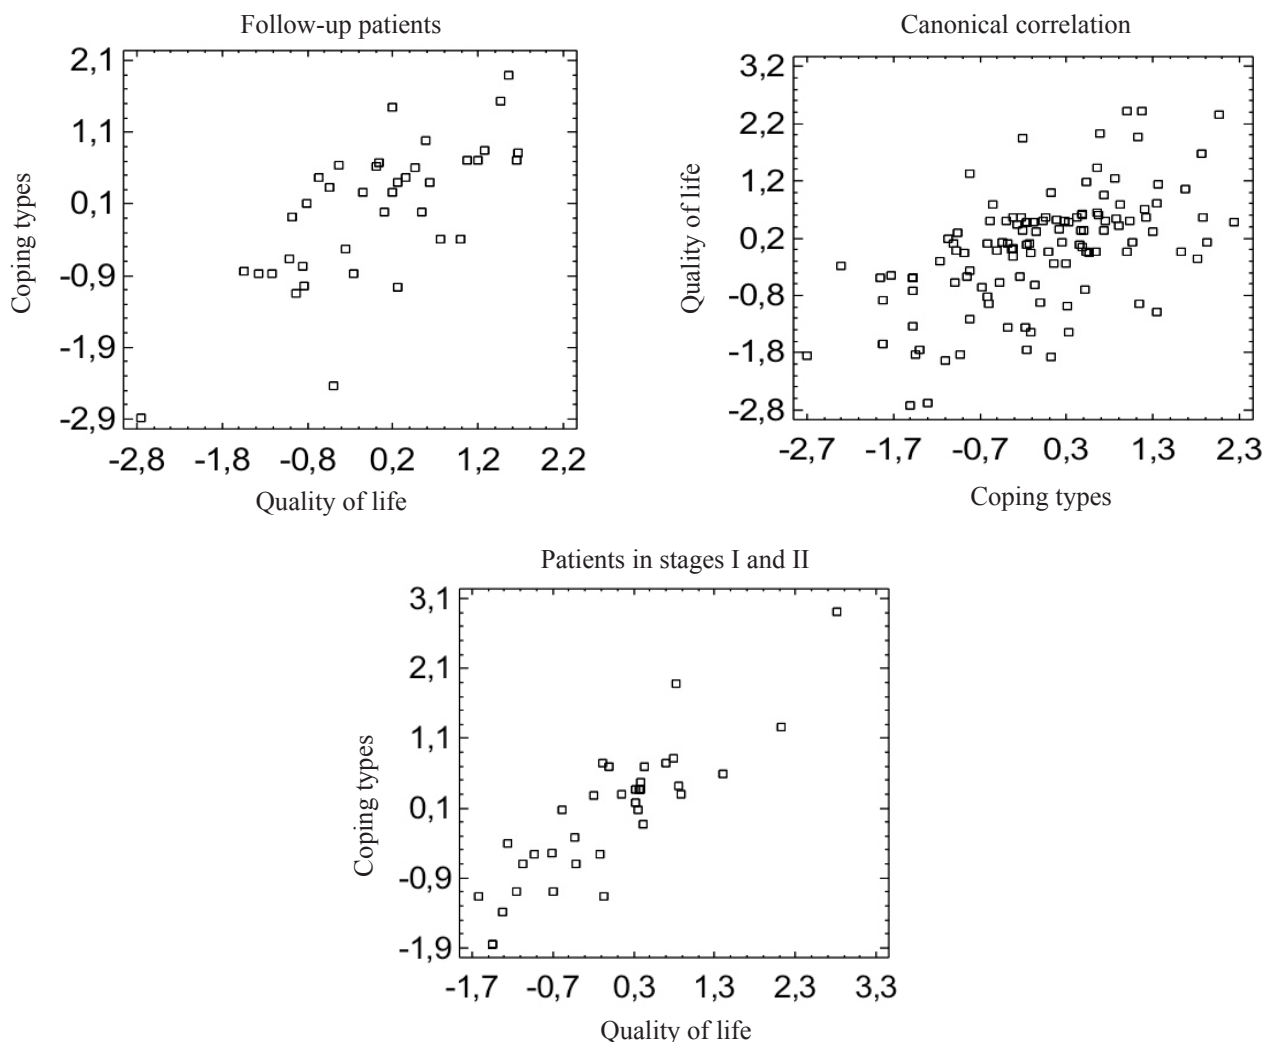 Follow-up patients
2,1
1,1
0,1
-0,9
-1,9
-2,9
Coping types
-2,8 -1,8 -0,8 0,2 1,2 2,2
Quality of life
Canonical correlation
3,2
2,2
1,2
0,2
-0,8
-1,8
-2,8
Quality of life
-2,7 -1,7 -0,7 0,3 1,3 2,3
Coping types
Patients in stages I and II
3,1
2,1
1,1
0,1
-0,9
-1,9
Coping types
-1,7 -0,7 0,3 1,3 2,3 3,3
Quality of life